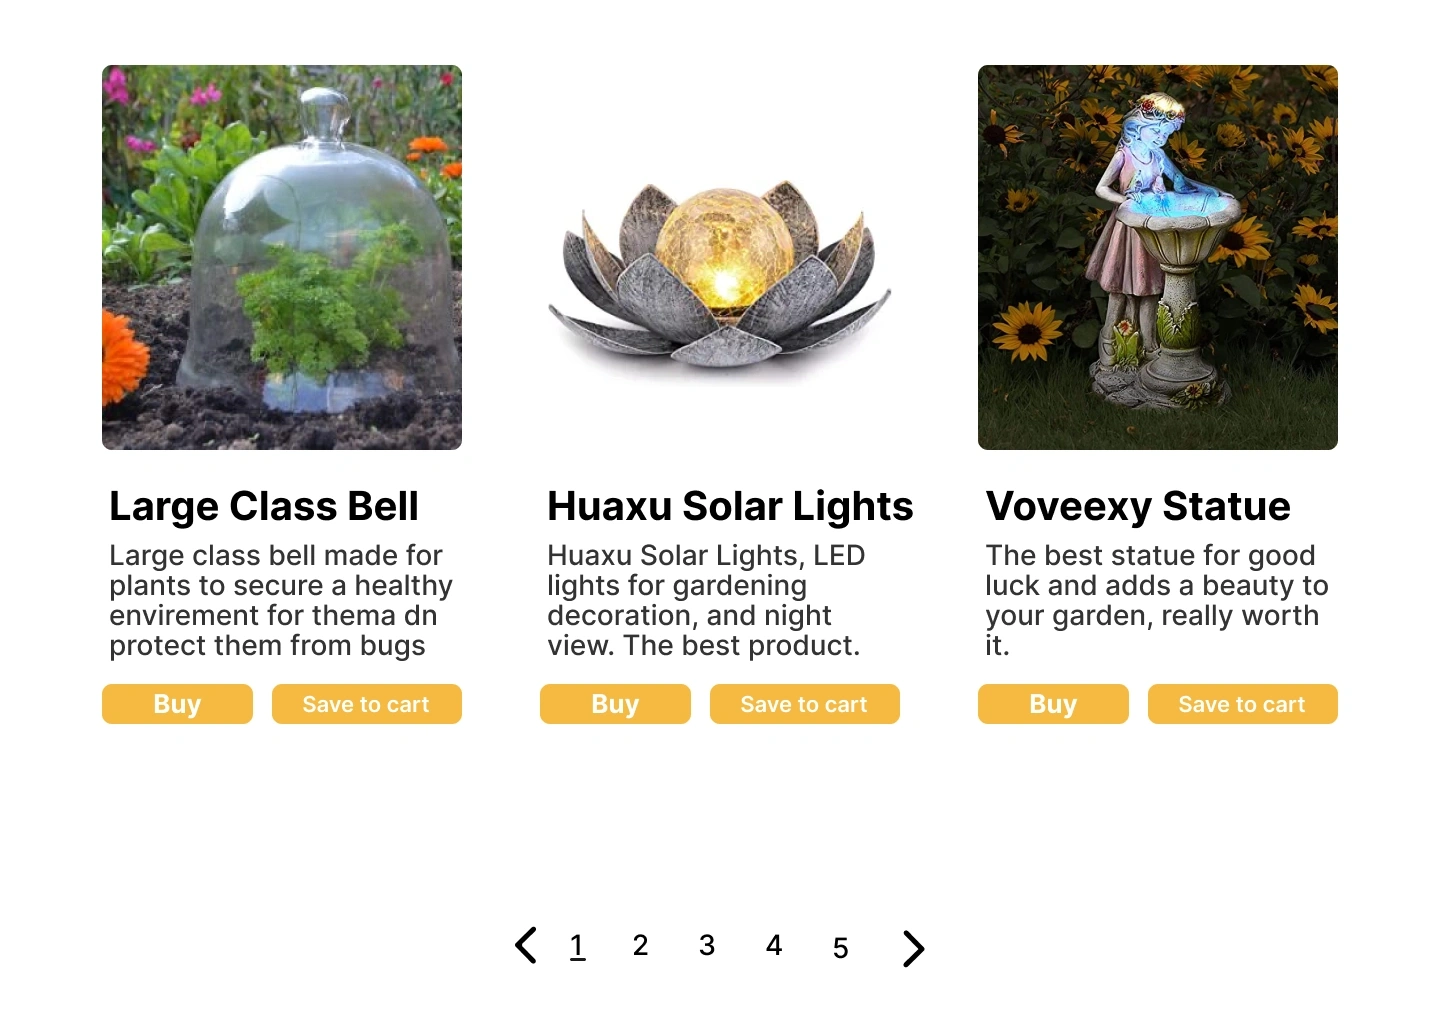 Large Class Bell
Large class bell made for
plants to secure a healthy
envirement for thema dn
protect them from bugs
Buy
Save to cart
Huaxu Solar Lights
Huaxu Solar Lights, LED
lights for gardening
decoration, and night
view. The best product.
Buy
Save to cart
Voveexy Statue
The best statue for good
luck and adds a beauty to
your garden, really worth
it.
Buy
Save to cart
1 2 3 4 5